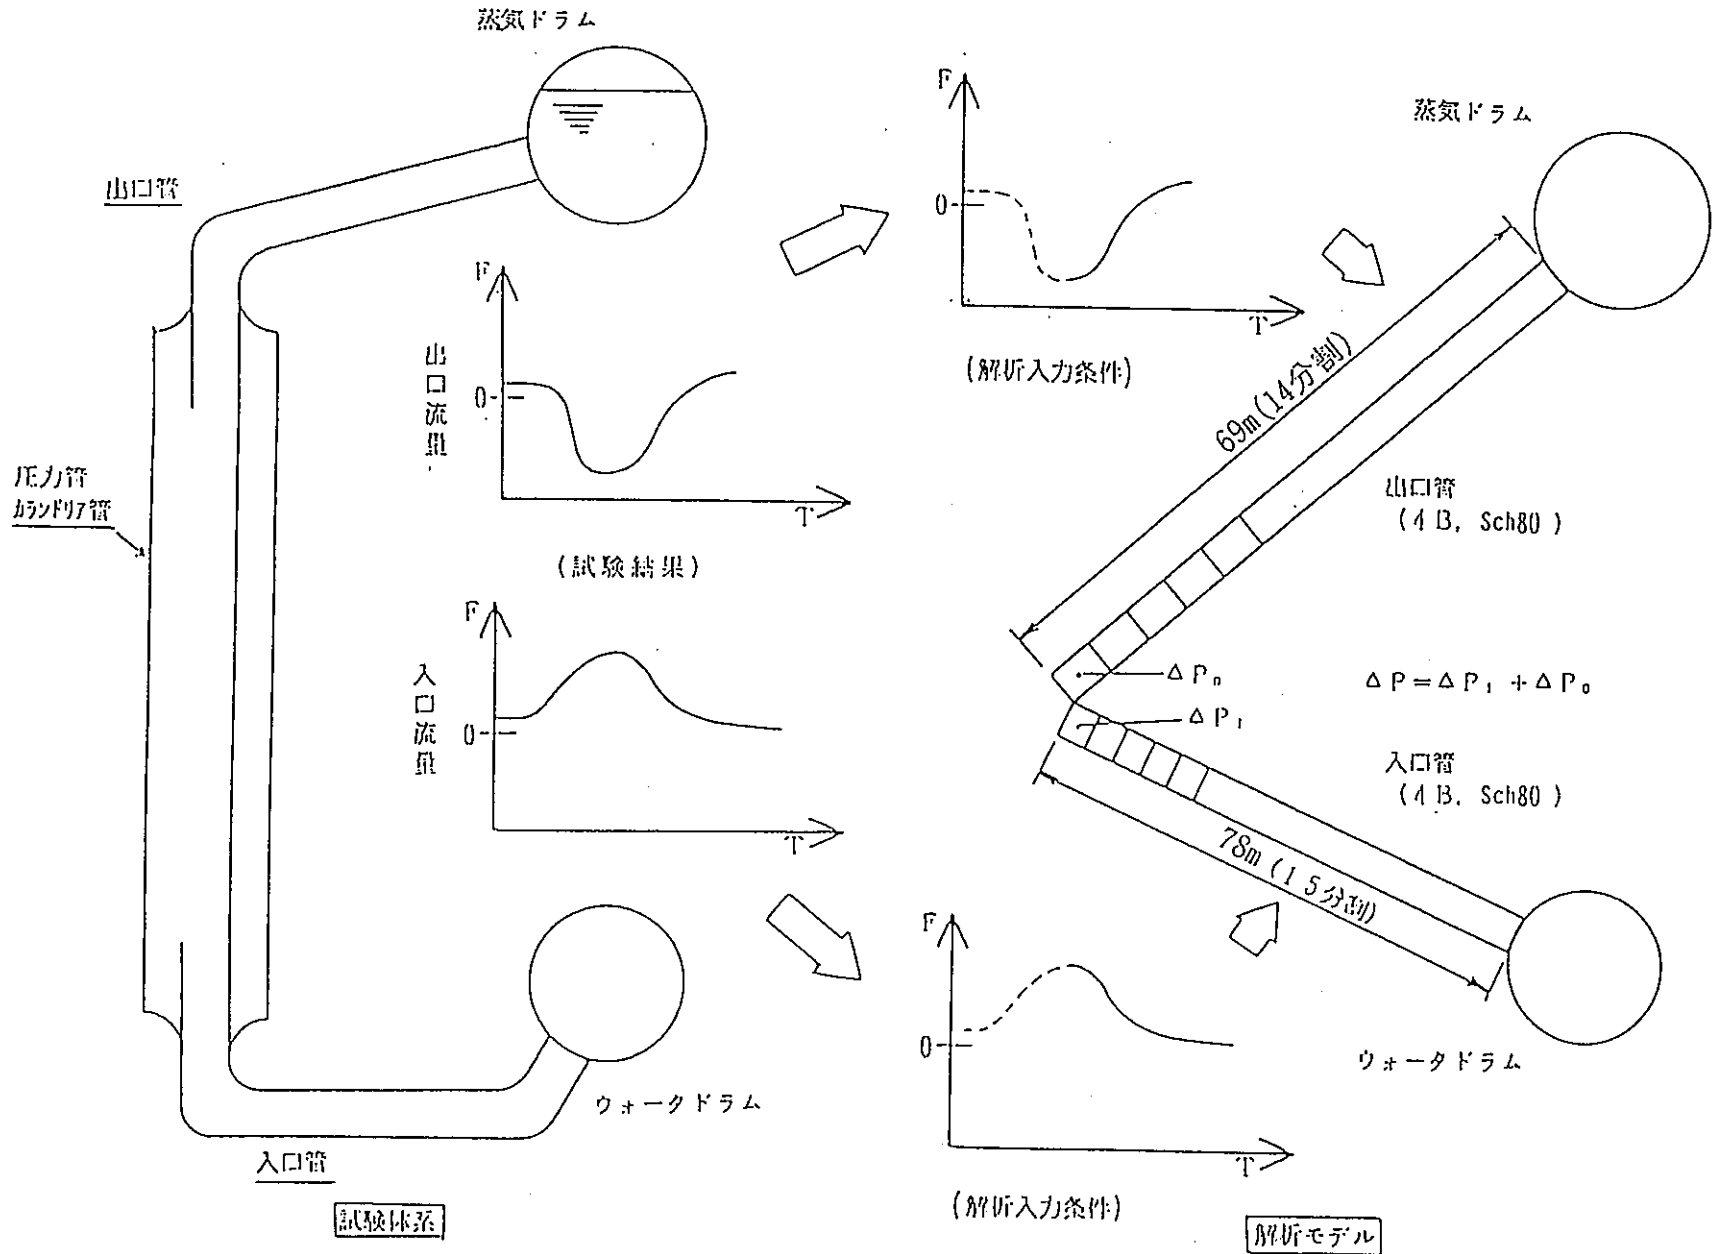 蒸気ドラム
出口管
F
出口流量
0
T
(試験結果)
圧力管
カランドリア管
F
入口流量
0
T
ウォータドラム
入口管
試験体系
F
0
T
(解析入力条件)
蒸気ドラム
69m(14分割)
出口管
(4B, Sch80)
ΔP₀
ΔP₁
ΔP=ΔP₁+ΔP₀
入口管
(4B, Sch80)
78m(15分割)
F
0
T
(解析入力条件)
ウォータドラム
解析モデル